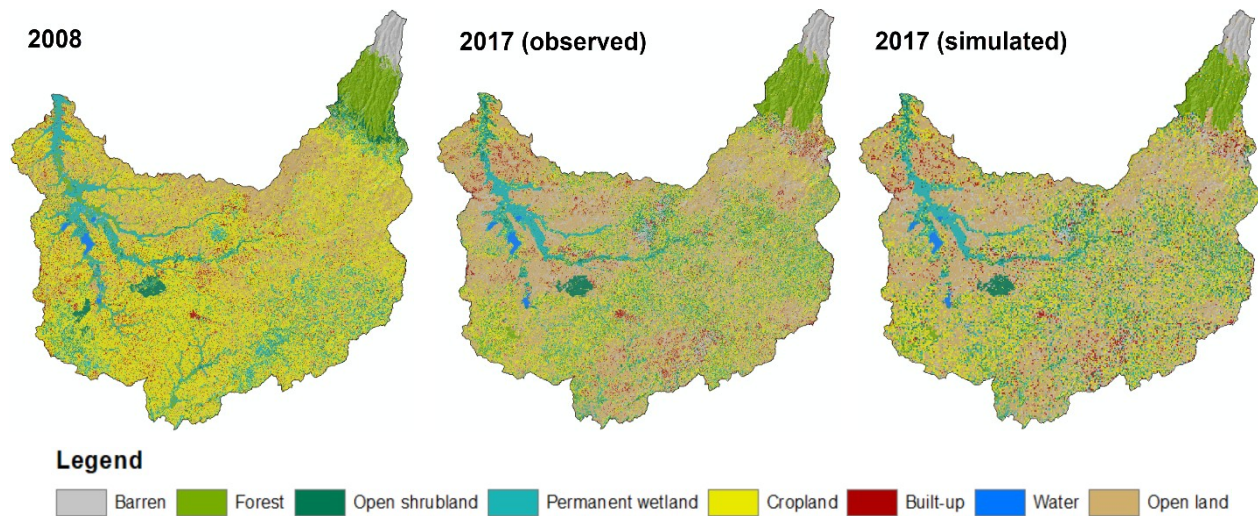 2008
2017 (observed)
2017 (simulated)
Legend
Barren Forest Open shrubland Permanent wetland Cropland Built-up Water Open land